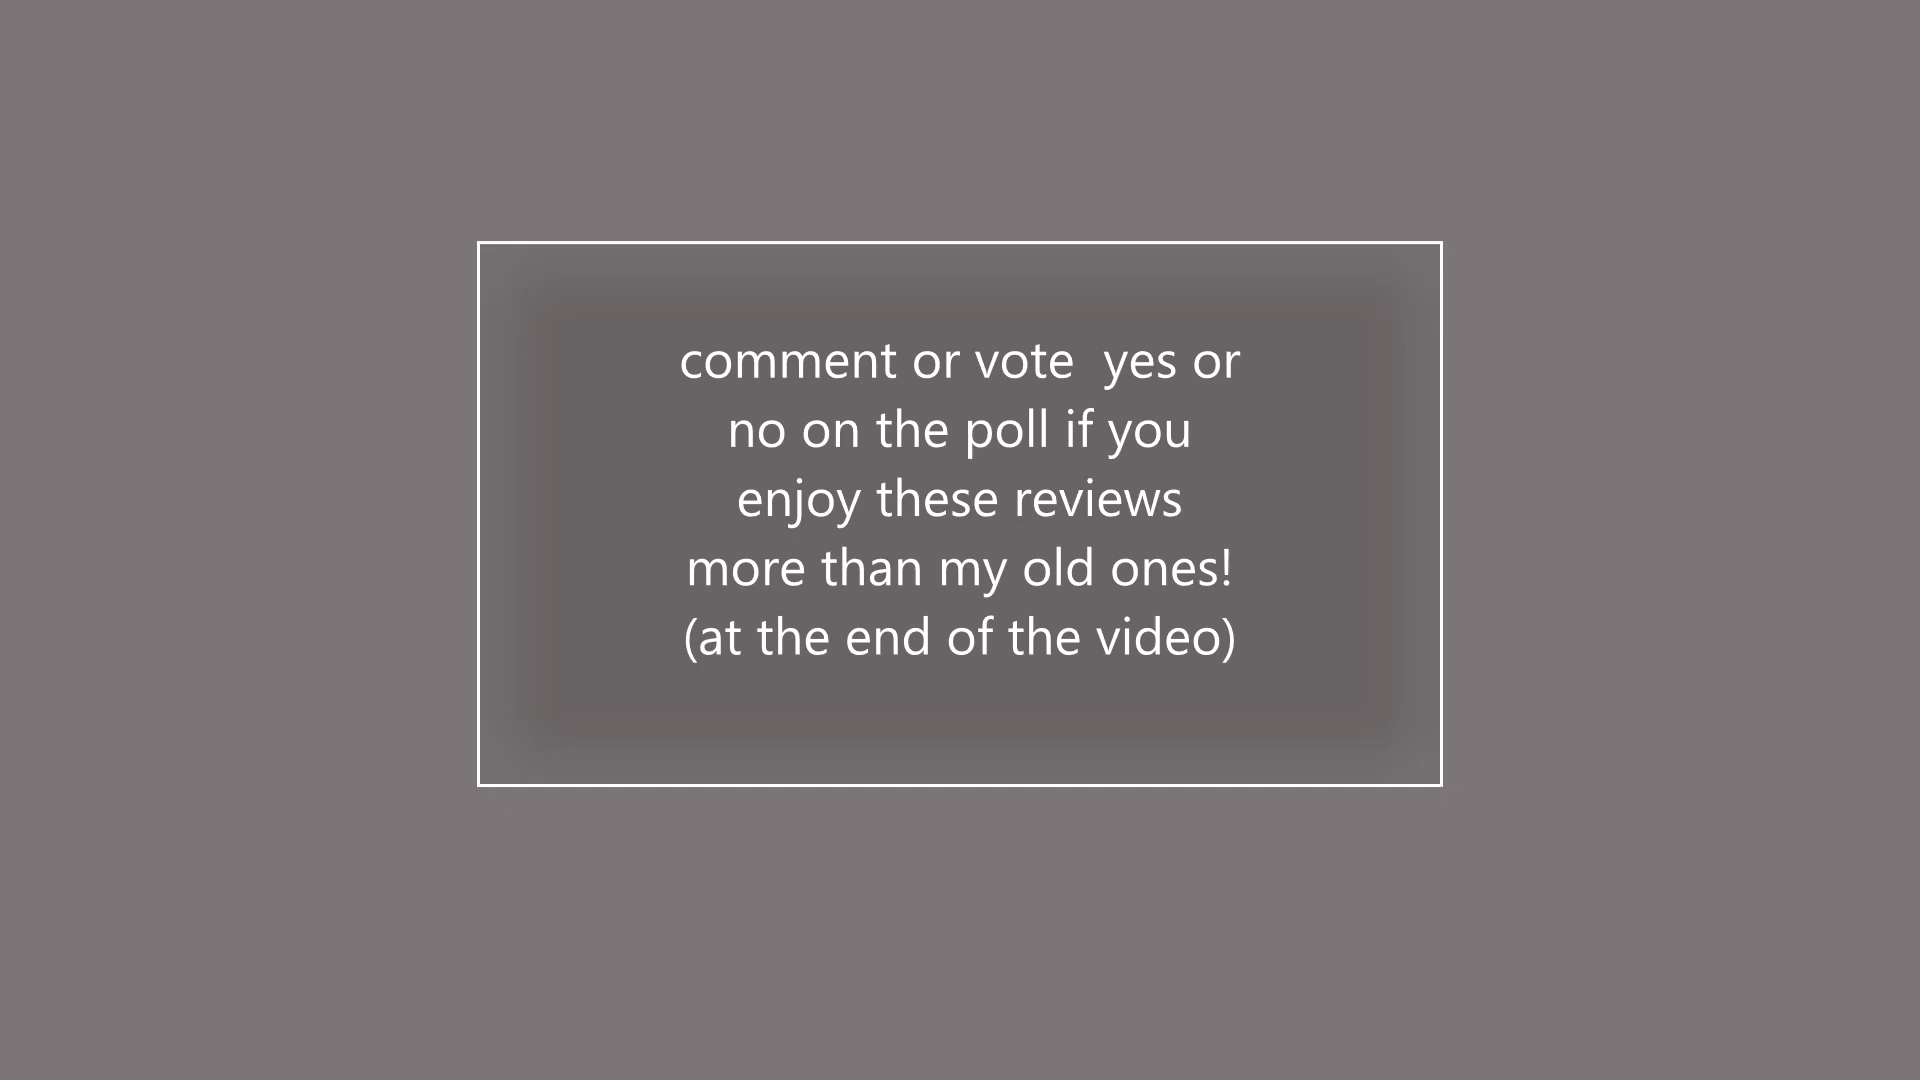 comment or vote  yes or
no on the poll if you
enjoy these reviews
more than my old ones!
(at the end of the video)